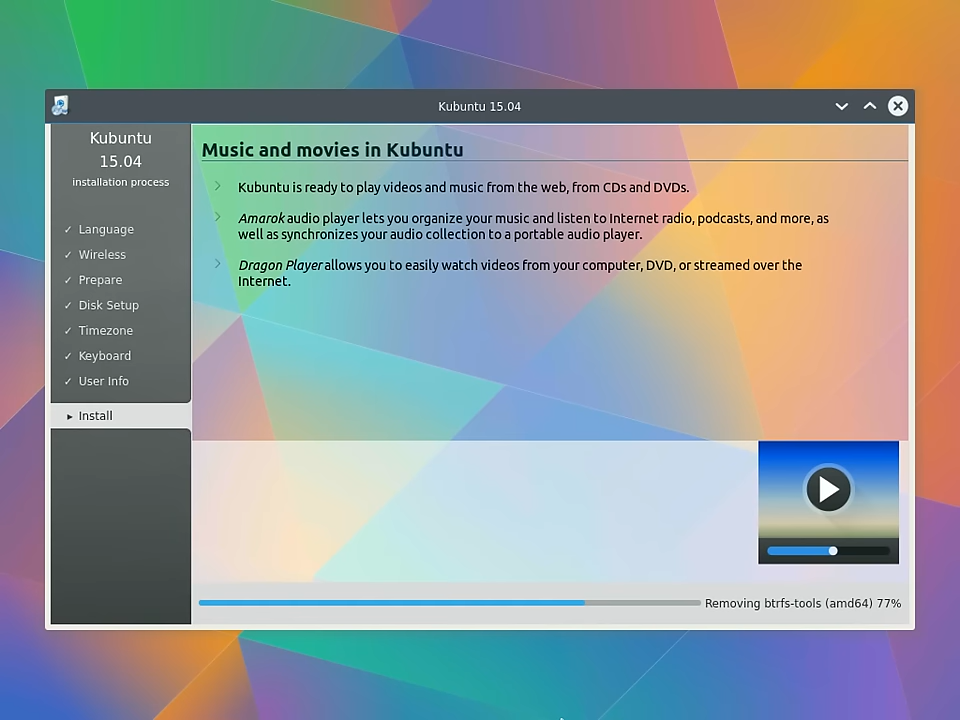 Kubuntu 15.04
Kubuntu
15.04
installation process
✓ Language
✓ Wireless
✓ Prepare
✓ Disk Setup
✓ Timezone
✓ Keyboard
✓ User Info
▸ Install
Music and movies in Kubuntu
Kubuntu is ready to play videos and music from the web, from CDs and DVDs.
Amarok audio player lets you organize your music and listen to Internet radio, podcasts, and more, as
well as synchronizes your audio collection to a portable audio player.
Dragon Player allows you to easily watch videos from your computer, DVD, or streamed over the
Internet.
Removing btrfs-tools (amd64) 77%